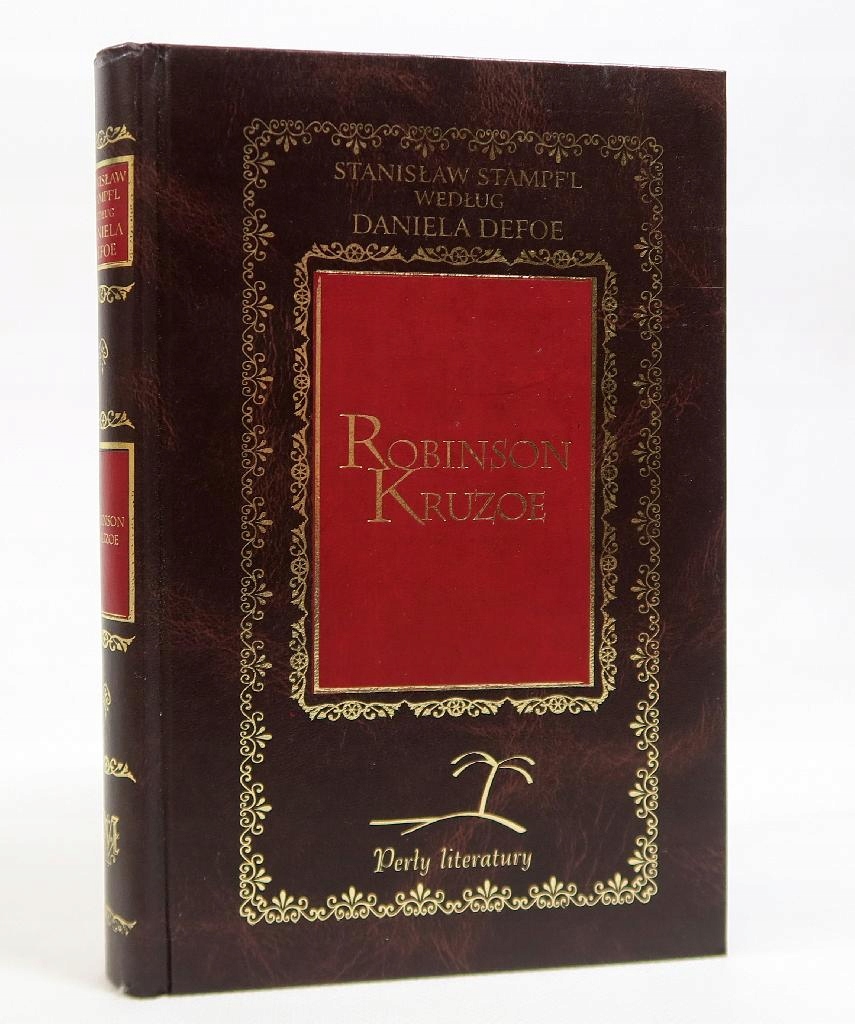 STANISŁAW STAMPF'L
WEDŁUG
DANIELA DEFOE
ROBINSON
KRUZOE
Perły literatury